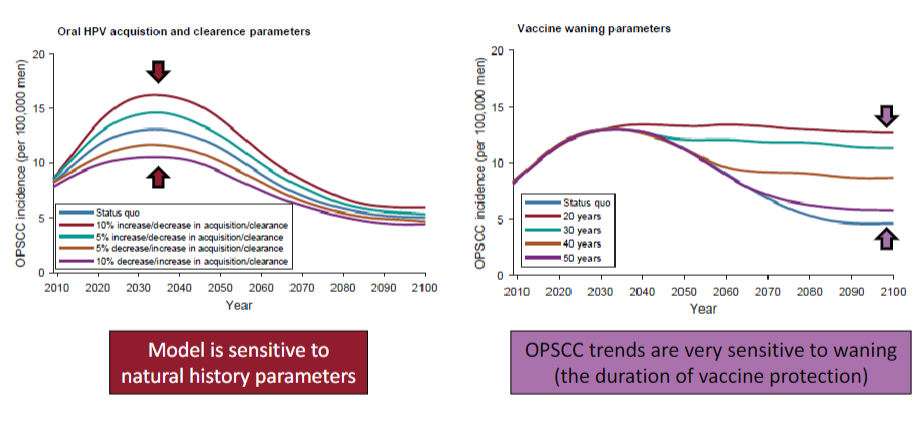 Oral HPV acquistion and clearence parameters
OPSCC incidence (per 100,000 men)
20
15
10
5
0
Status quo
10% increase/decrease in acquisition/clearance
5% increase/decrease in acquisition/clearance
5% decrease/increase in acquisition/clearance
10% decrease/increase in acquisition/clearance
2010 2020 2030 2040 2050 2060 2070 2080 2090 2100
Year
Model is sensitive to
natural history parameters
Vaccine waning parameters
OPSCC incidence (per 100,000 men)
20
15
10
5
0
Status quo
20 years
30 years
40 years
50 years
2010 2020 2030 2040 2050 2060 2070 2080 2090 2100
Year
OPSCC trends are very sensitive to waning
(the duration of vaccine protection)